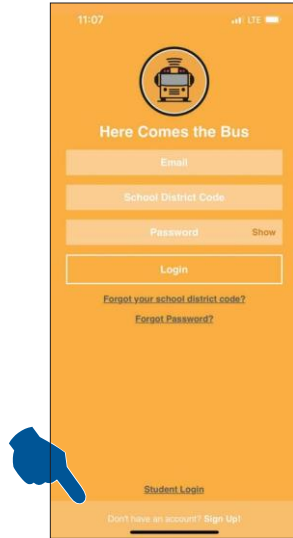 11:07 LTE
Here Comes the Bus
Email
School District Code
Password Show
Login
Forgot your school district code?
Forgot Password?
Student Login
Don't have an account? Sign Up!